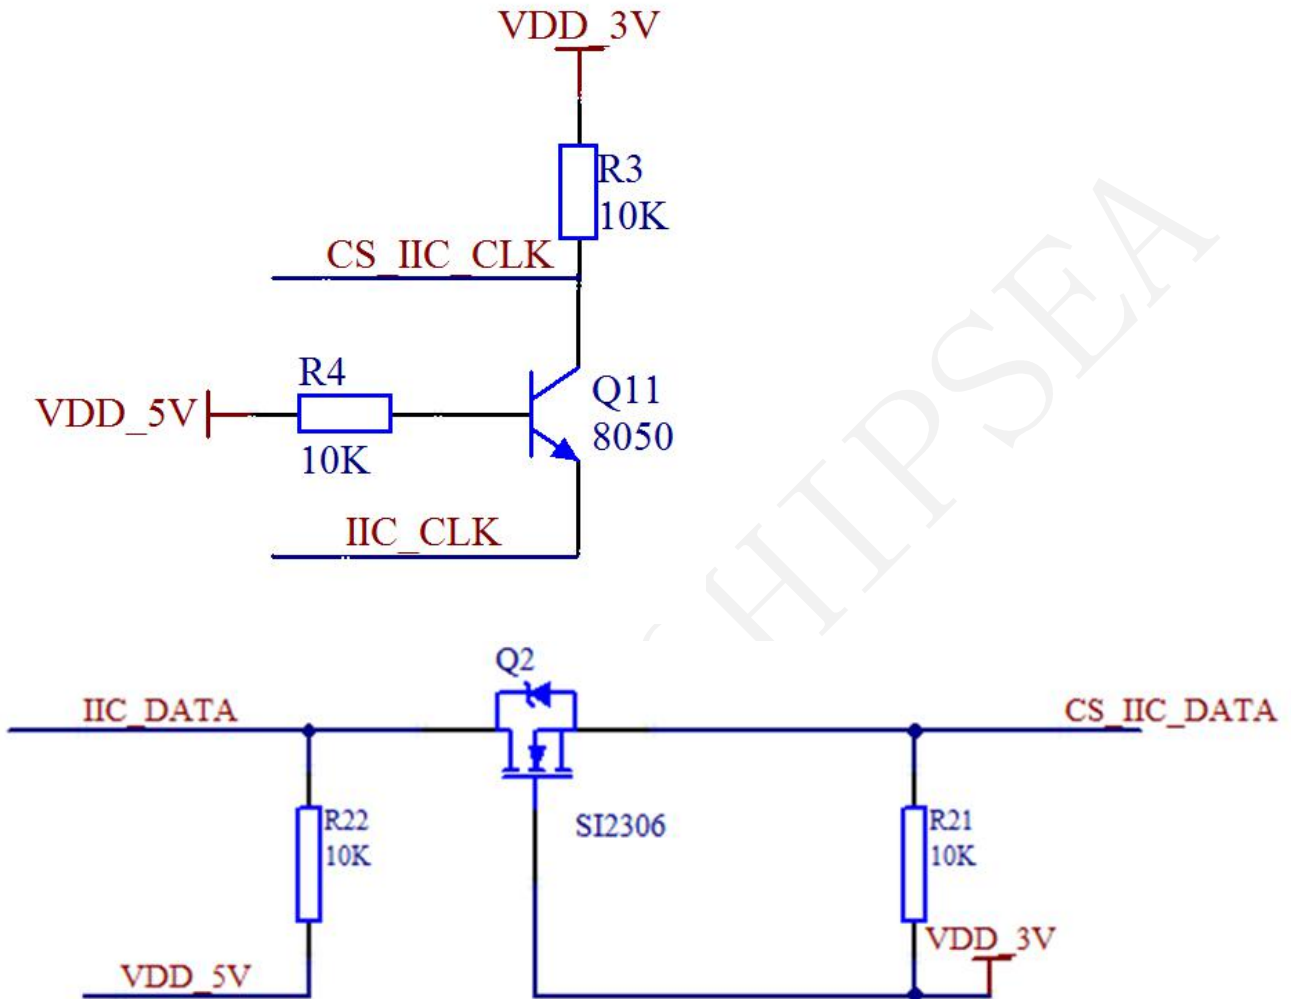 VDD_3V
R3
10K
CS_IIC_CLK
R4
VDD_5V
10K
Q11
8050
IIC_CLK
HIPSEA
Q2
IIC_DATA
CS_IIC_DATA
R22
10K
SI2306
R21
10K
VDD_3V
VDD_5V